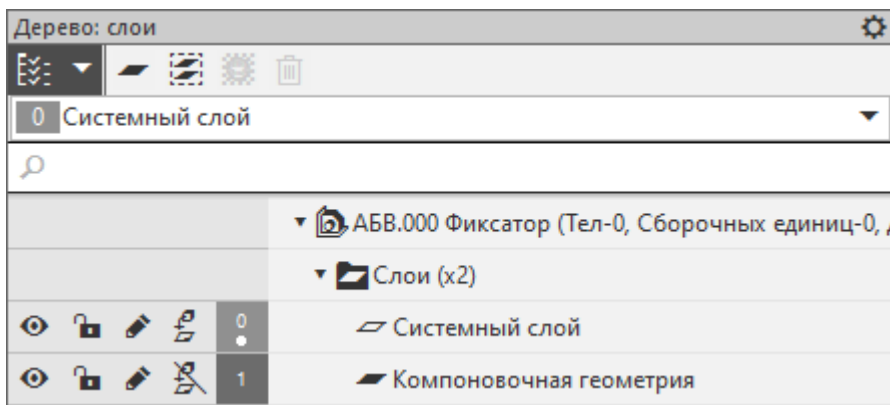 Дерево: слои
0 Системный слой
АБВ.000 Фиксатор (Тел-0, Сборочных единиц-0,
Слои (x2)
0 Системный слой
1 Компоновочная геометрия